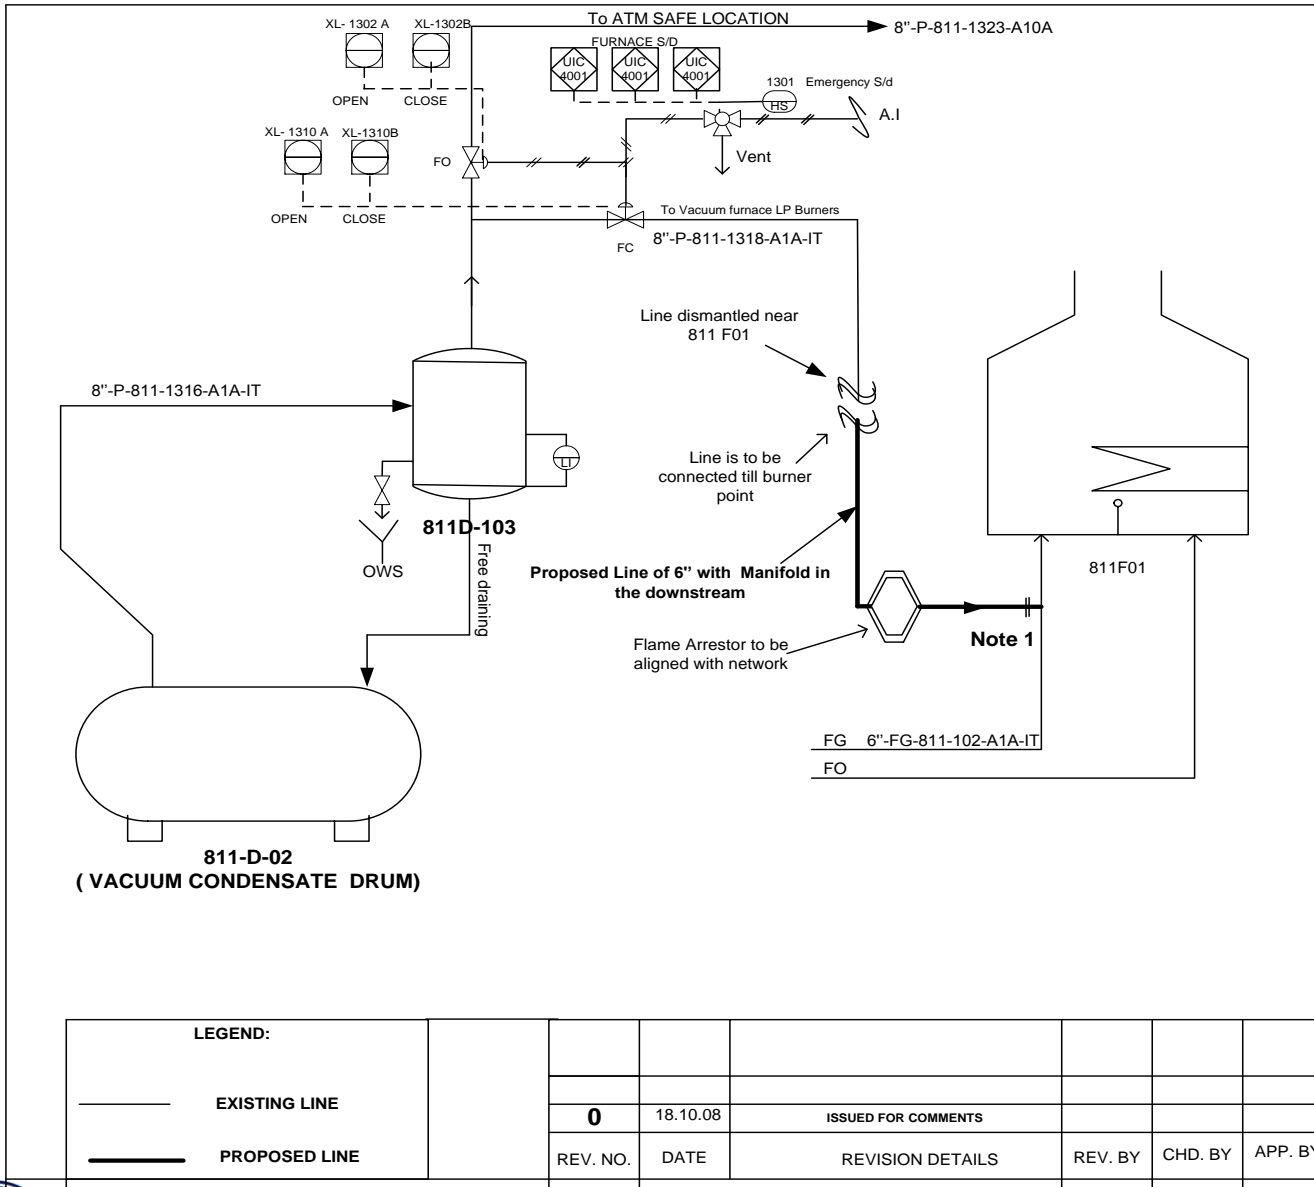 To ATM SAFE LOCATION
8"-P-811-1323-A10A
XL- 1302 A
XL-1302B
FURNACE S/D
UIC
4001
UIC
4001
UIC
4001
1301
Emergency S/d
HS
A.I
OPEN
CLOSE
XL- 1310 A
XL-1310B
FO
Vent
OPEN
CLOSE
To Vacuum furnace LP Burners
8"-P-811-1318-A1A-IT
FC
Line dismantled near
811 F01
8"-P-811-1316-A1A-IT
LI
Line is to be
connected till burner
point
811D-103
OWS
Free draining
Proposed Line of 6" with Manifold in
the downstream
811F01
Flame Arrestor to be
aligned with network
Note 1
FG 6"-FG-811-102-A1A-IT
FO
811-D-02
( VACUUM CONDENSATE DRUM)
LEGEND:
EXISTING LINE
PROPOSED LINE
0 18.10.08 ISSUED FOR COMMENTS
REV. NO. DATE REVISION DETAILS REV. BY CHD. BY APP. BY